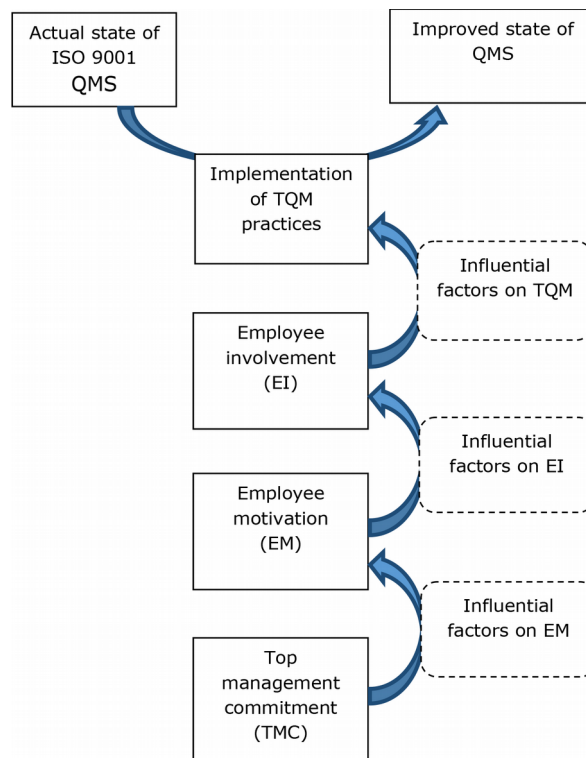 Actual state of
ISO 9001
QMS
Improved state of
QMS
Implementation
of TQM
practices
Influential
factors on TQM
Employee
involvement
(EI)
Influential
factors on EI
Employee
motivation
(EM)
Influential
factors on EM
Top
management
commitment
(TMC)